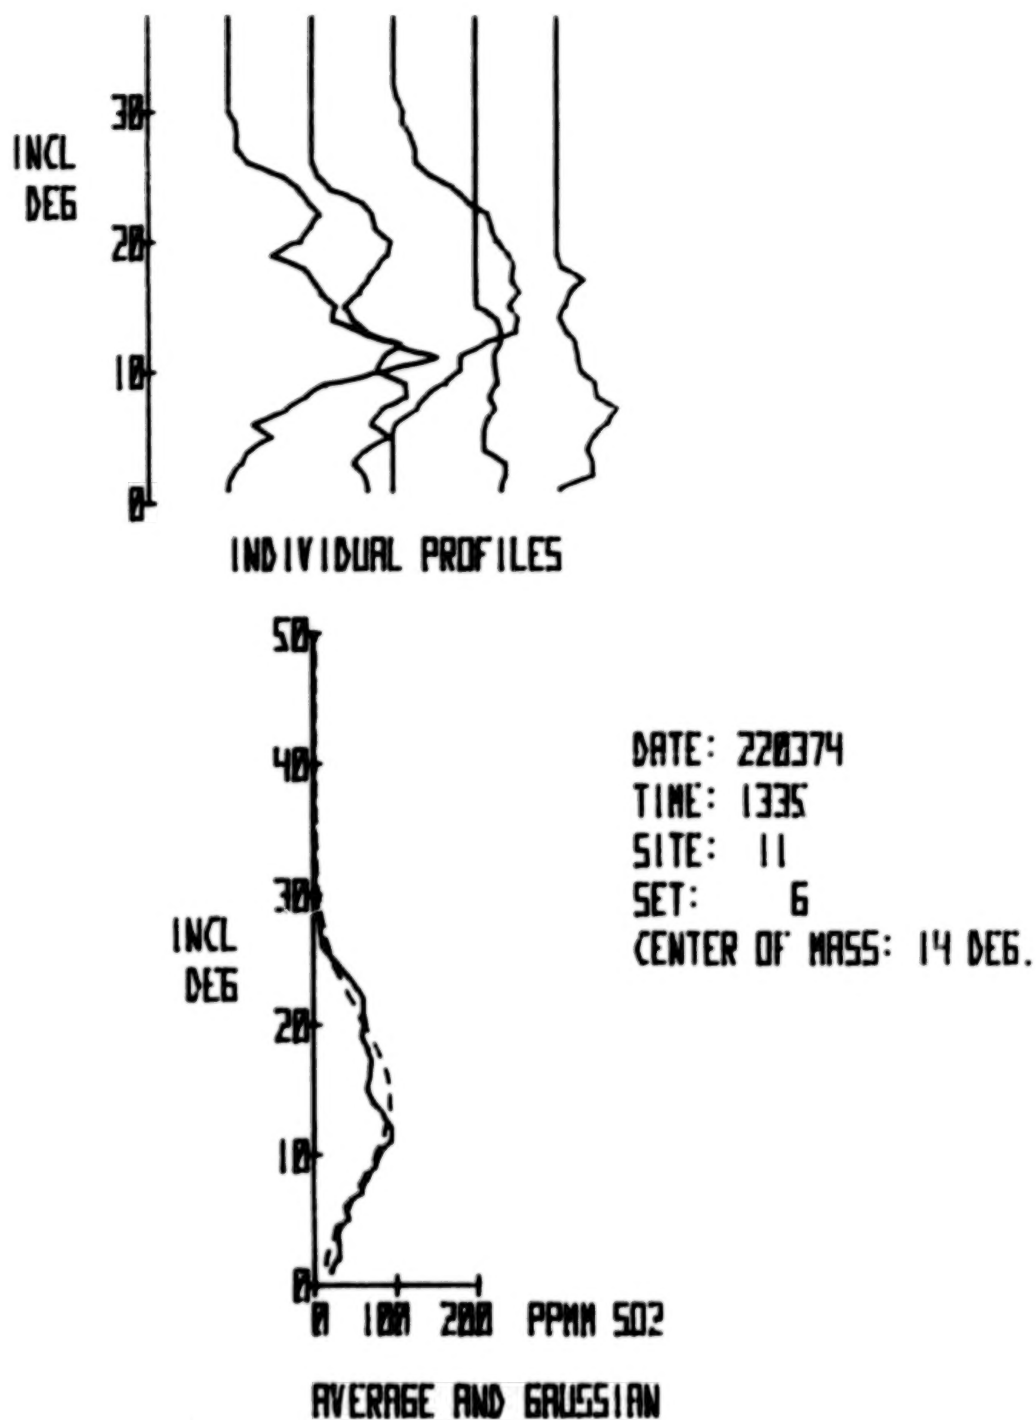 30
INCL
DEG
20
10
0
INDIVIDUAL PROFILES
50
40
30
INCL
DEG
20
10
0
0 100 200 PPMM SO2
AVERAGE AND GAUSSIAN
DATE: 220374
TIME: 1335
SITE: 11
SET: 6
CENTER OF MASS: 14 DEG.